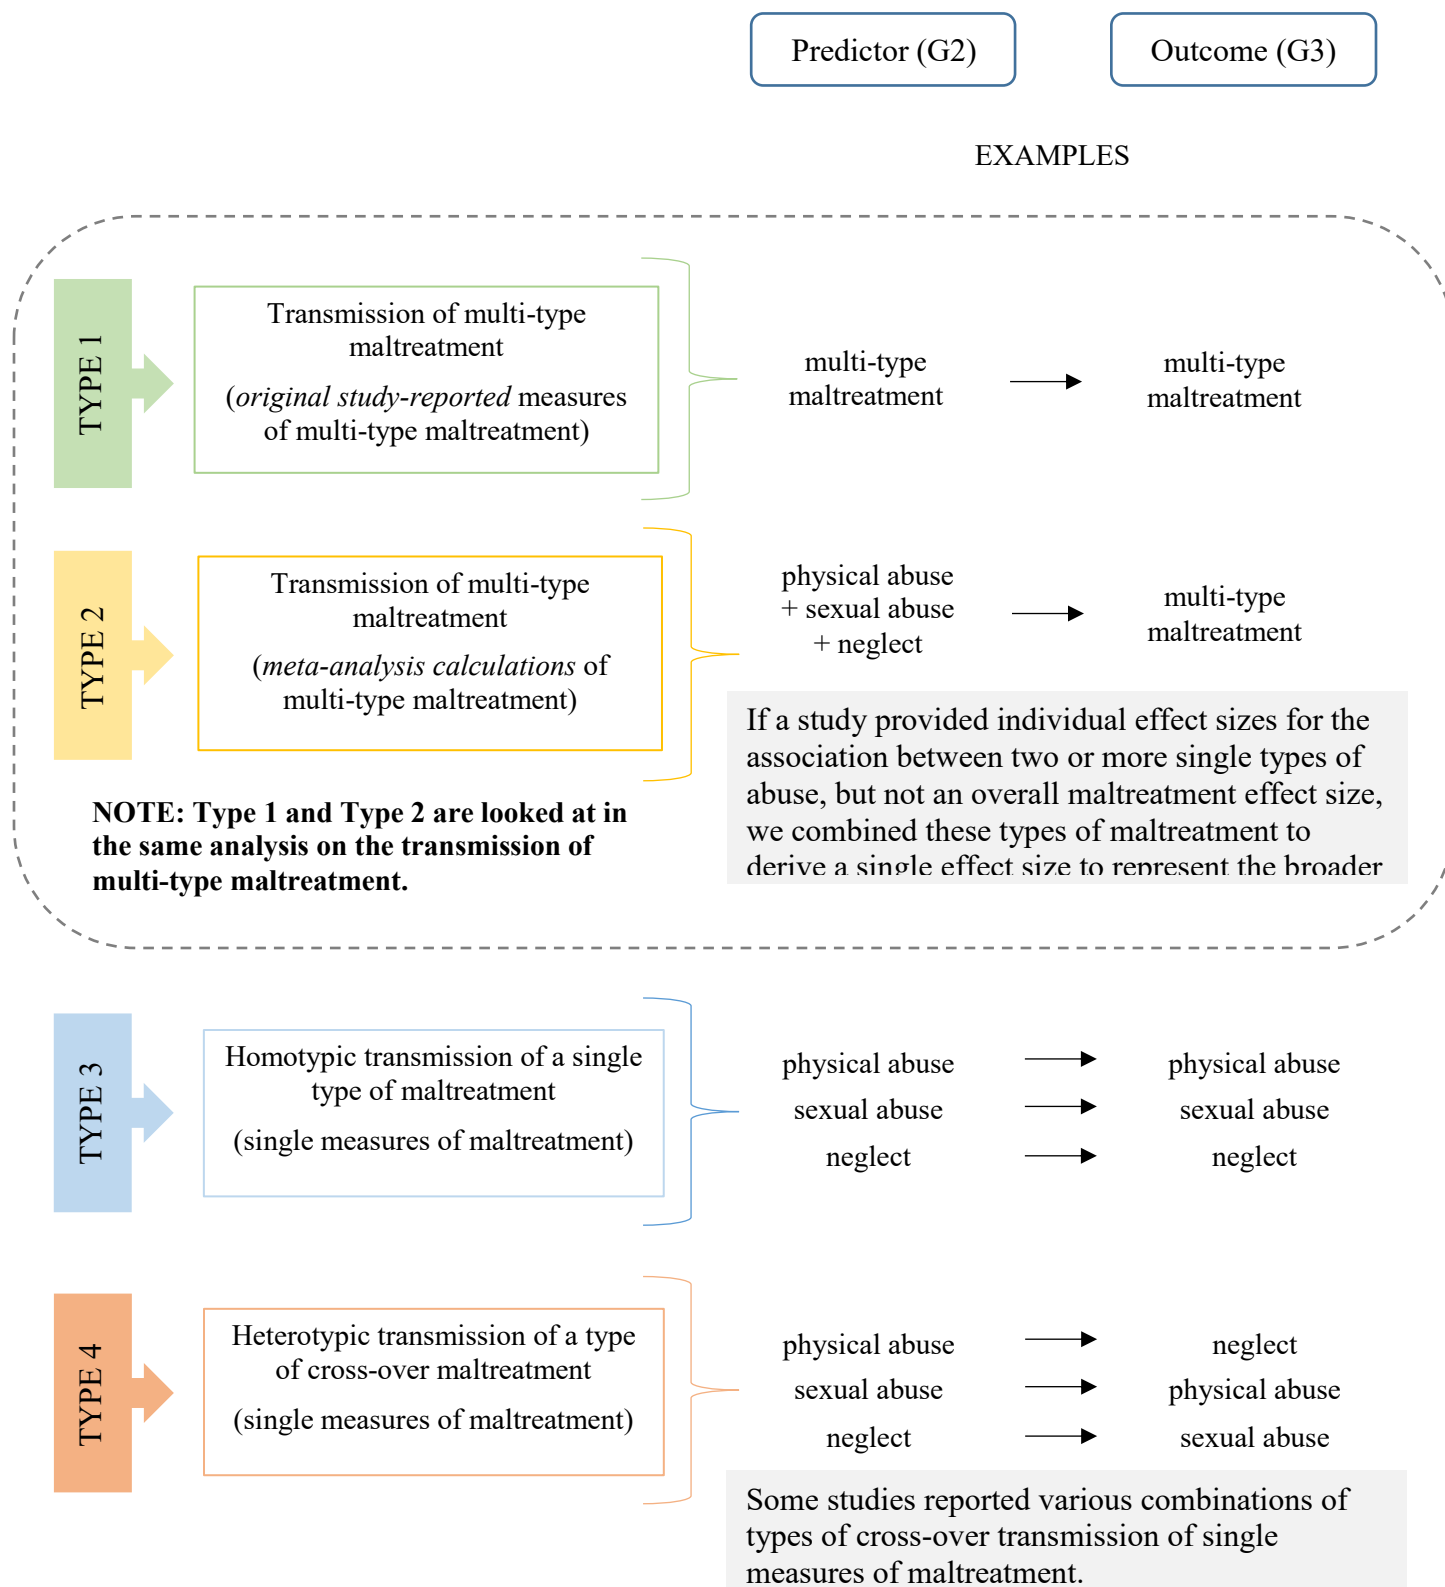 Predictor (G2)
Outcome (G3)
EXAMPLES
TYPE 1
Transmission of multi-type
maltreatment
(original study-reported measures
of multi-type maltreatment)
multi-type
maltreatment
multi-type
maltreatment
TYPE 2
Transmission of multi-type
maltreatment
(meta-analysis calculations of
multi-type maltreatment)
physical abuse
+ sexual abuse
+ neglect
multi-type
maltreatment
If a study provided individual effect sizes for the
association between two or more single types of
abuse, but not an overall maltreatment effect size,
we combined these types of maltreatment to
derive a single effect size to represent the broader
NOTE: Type 1 and Type 2 are looked at in
the same analysis on the transmission of
multi-type maltreatment.
TYPE 3
Homotypic transmission of a single
type of maltreatment
(single measures of maltreatment)
physical abuse
physical abuse
sexual abuse
sexual abuse
neglect
neglect
TYPE 4
Heterotypic transmission of a type
of cross-over maltreatment
(single measures of maltreatment)
physical abuse
neglect
sexual abuse
physical abuse
neglect
sexual abuse
Some studies reported various combinations of
types of cross-over transmission of single
measures of maltreatment.